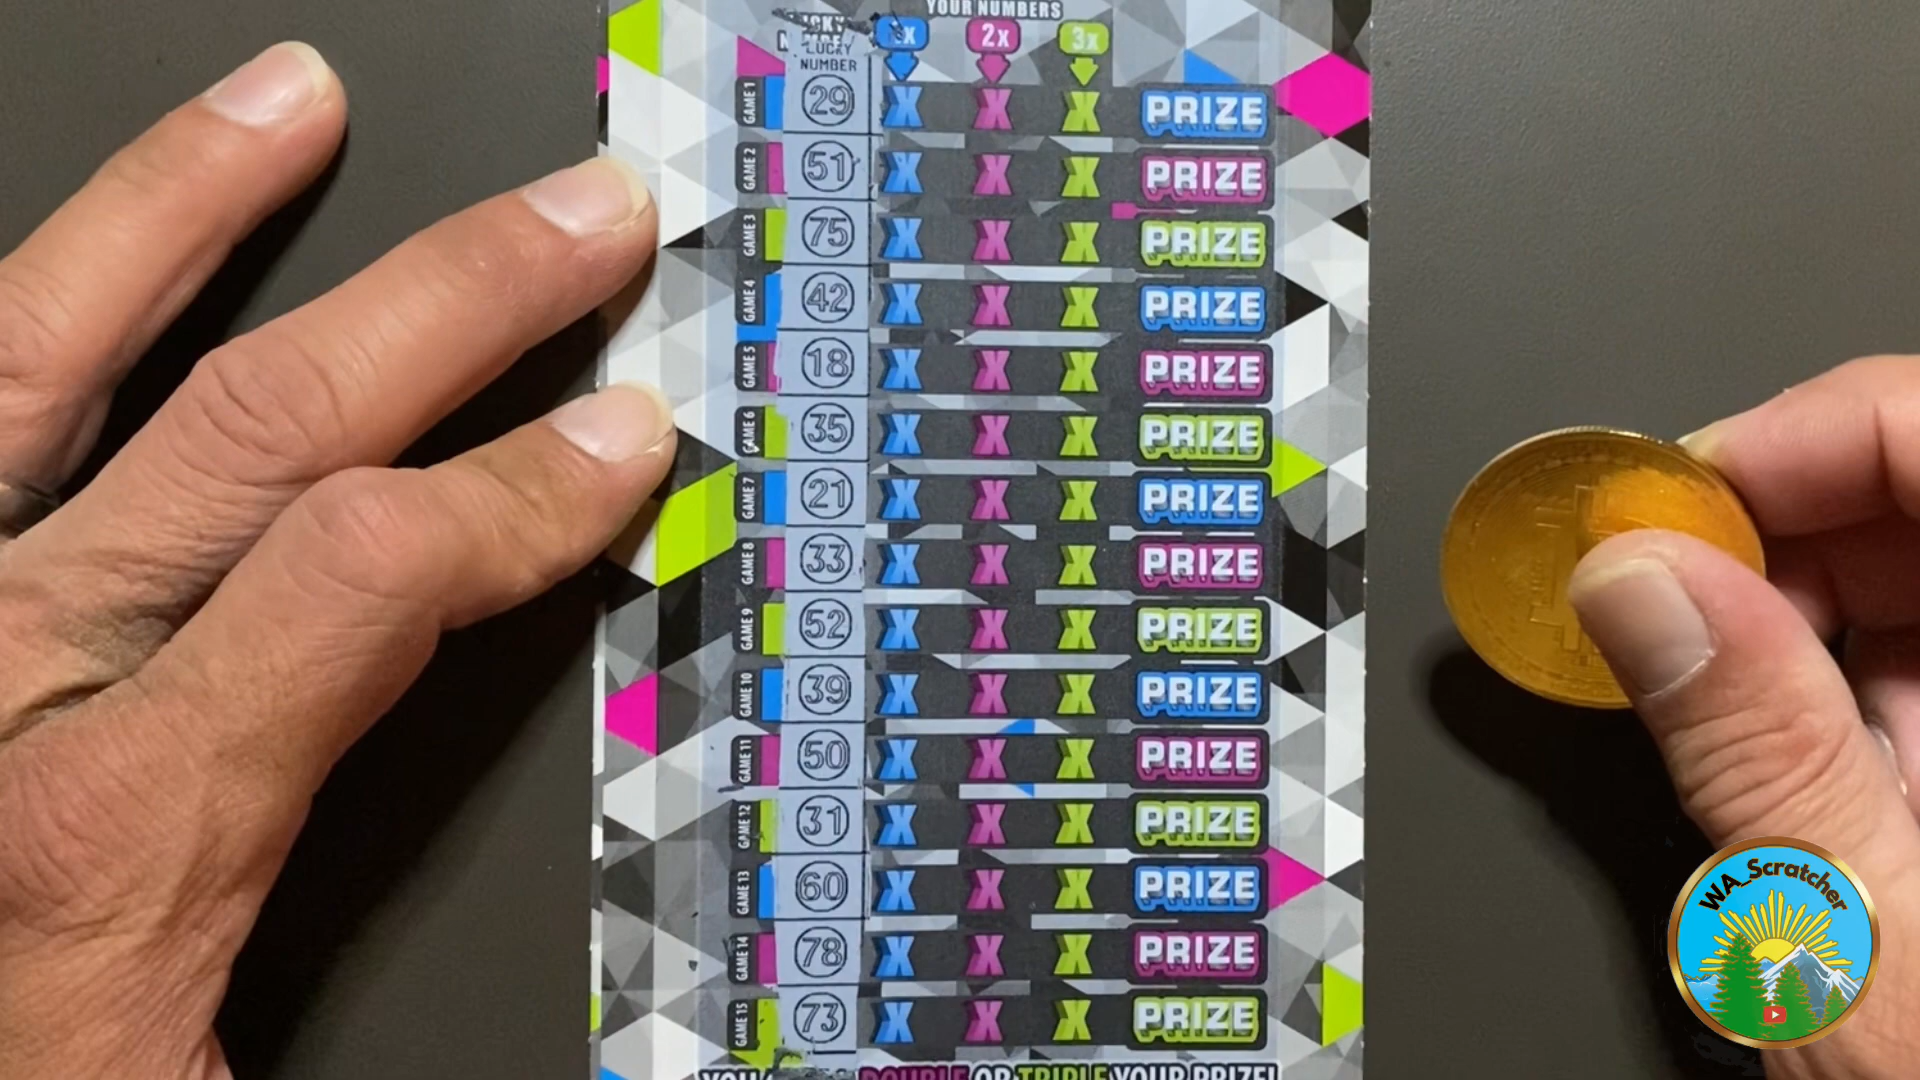 YOUR NUMBERS
LUCKY
NUMBER
1X 2X 3X
GAME 1 29 X X X PRIZE
GAME 2 51 X X X PRIZE
GAME 3 75 X X X PRIZE
GAME 4 42 X X X PRIZE
GAME 5 18 X X X PRIZE
GAME 6 35 X X X PRIZE
GAME 7 21 X X X PRIZE
GAME 8 33 X X X PRIZE
GAME 9 52 X X X PRIZE
GAME 10 39 X X X PRIZE
GAME 11 50 X X X PRIZE
GAME 12 31 X X X PRIZE
GAME 13 60 X X X PRIZE
GAME 14 78 X X X PRIZE
GAME 15 73 X X X PRIZE
YOU DOUBLE OR TRIPLE YOUR PRIZE!
WA_Scratcher